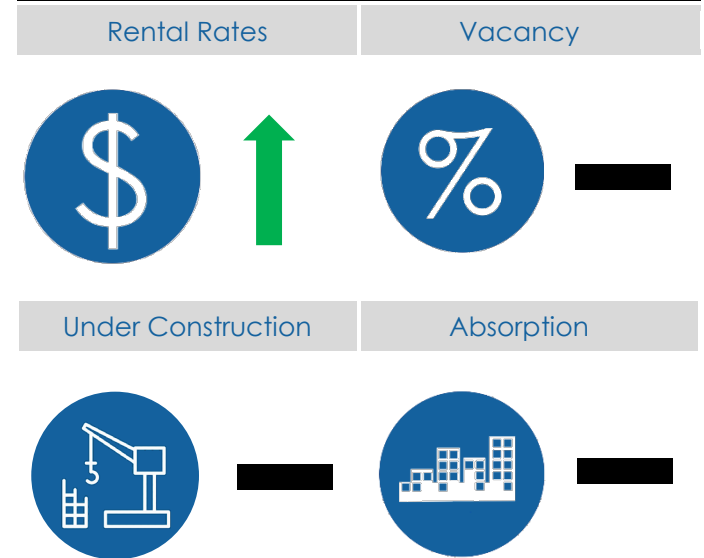 Rental Rates
Vacancy
$
%
Under Construction
Absorption